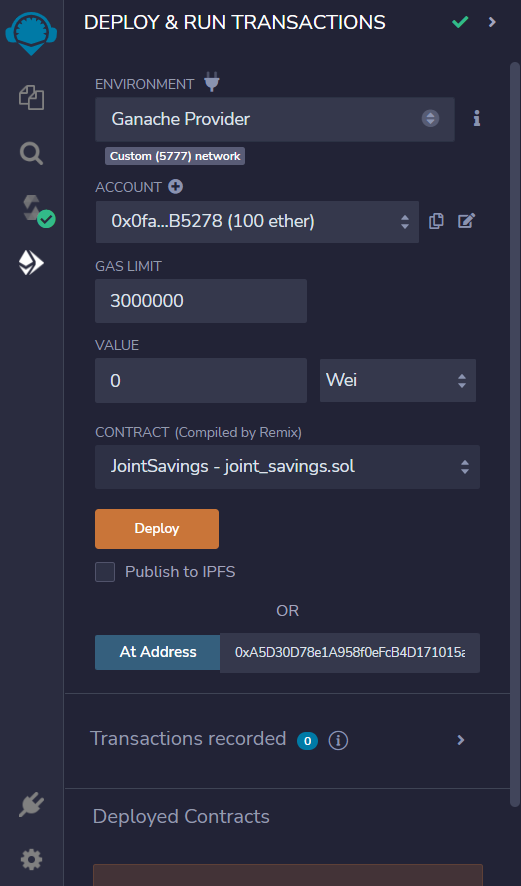 DEPLOY & RUN TRANSACTIONS
ENVIRONMENT
Ganache Provider
Custom (5777) network
ACCOUNT
0x0fa...B5278 (100 ether)
GAS LIMIT
3000000
VALUE
0
Wei
CONTRACT (Compiled by Remix)
JointSavings - joint_savings.sol
Deploy
Publish to IPFS
OR
At Address
0xA5D30D78e1A958f0eFcB4D171015a
Transactions recorded 0
Deployed Contracts